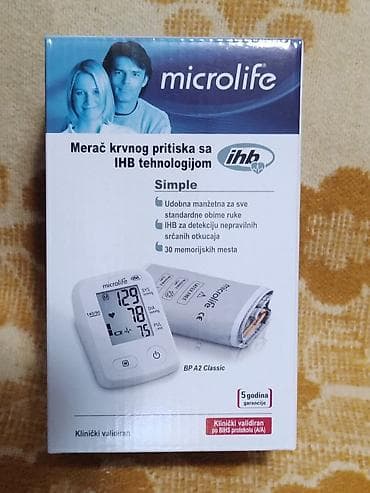 microlife®
Merač krvnog pritiska sa
IHB tehnologijom
ihb
Simple
Udobna manžetna za sve
standardne obime ruke
IHB za detekciju nepravilnih
srčanih otkucaja
30 memorijskih mesta
microlife
129
78
75
microlife
BP A2 Classic
5 godina
garancije
Klinički validiran
Klinički validiran
po BIHS protokolu (A/A)